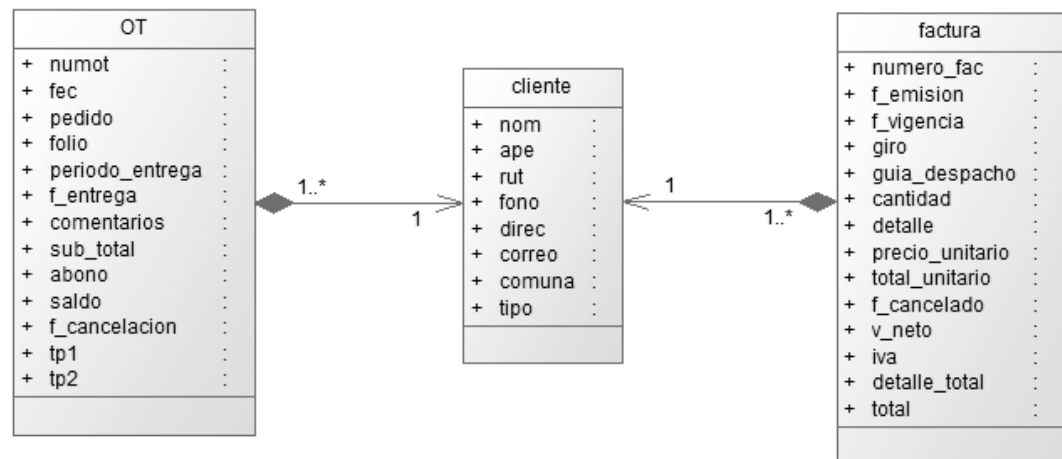 OT
+ numot :
+ fec :
+ pedido :
+ folio :
+ periodo_entrega :
+ f_entrega :
+ comentarios :
+ sub_total :
+ abono :
+ saldo :
+ f_cancelacion :
+ tp1 :
+ tp2 :
1..*
1
cliente
+ nom :
+ ape :
+ rut :
+ fono :
+ direc :
+ correo :
+ comuna :
+ tipo :
1
1..*
factura
+ numero_fac :
+ f_emision :
+ f_vigencia :
+ giro :
+ guia_despacho :
+ cantidad :
+ detalle :
+ precio_unitario :
+ total_unitario :
+ f_cancelado :
+ v_neto :
+ iva :
+ detalle_total :
+ total :